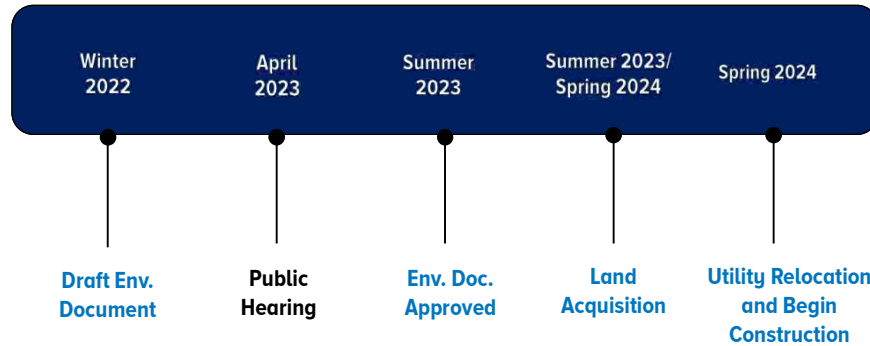 Winter
2022
April
2023
Summer
2023
Summer 2023/
Spring 2024
Spring 2024
Draft Env.
Document
Public
Hearing
Env. Doc.
Approved
Land
Acquisition
Utility Relocation
and Begin
Construction